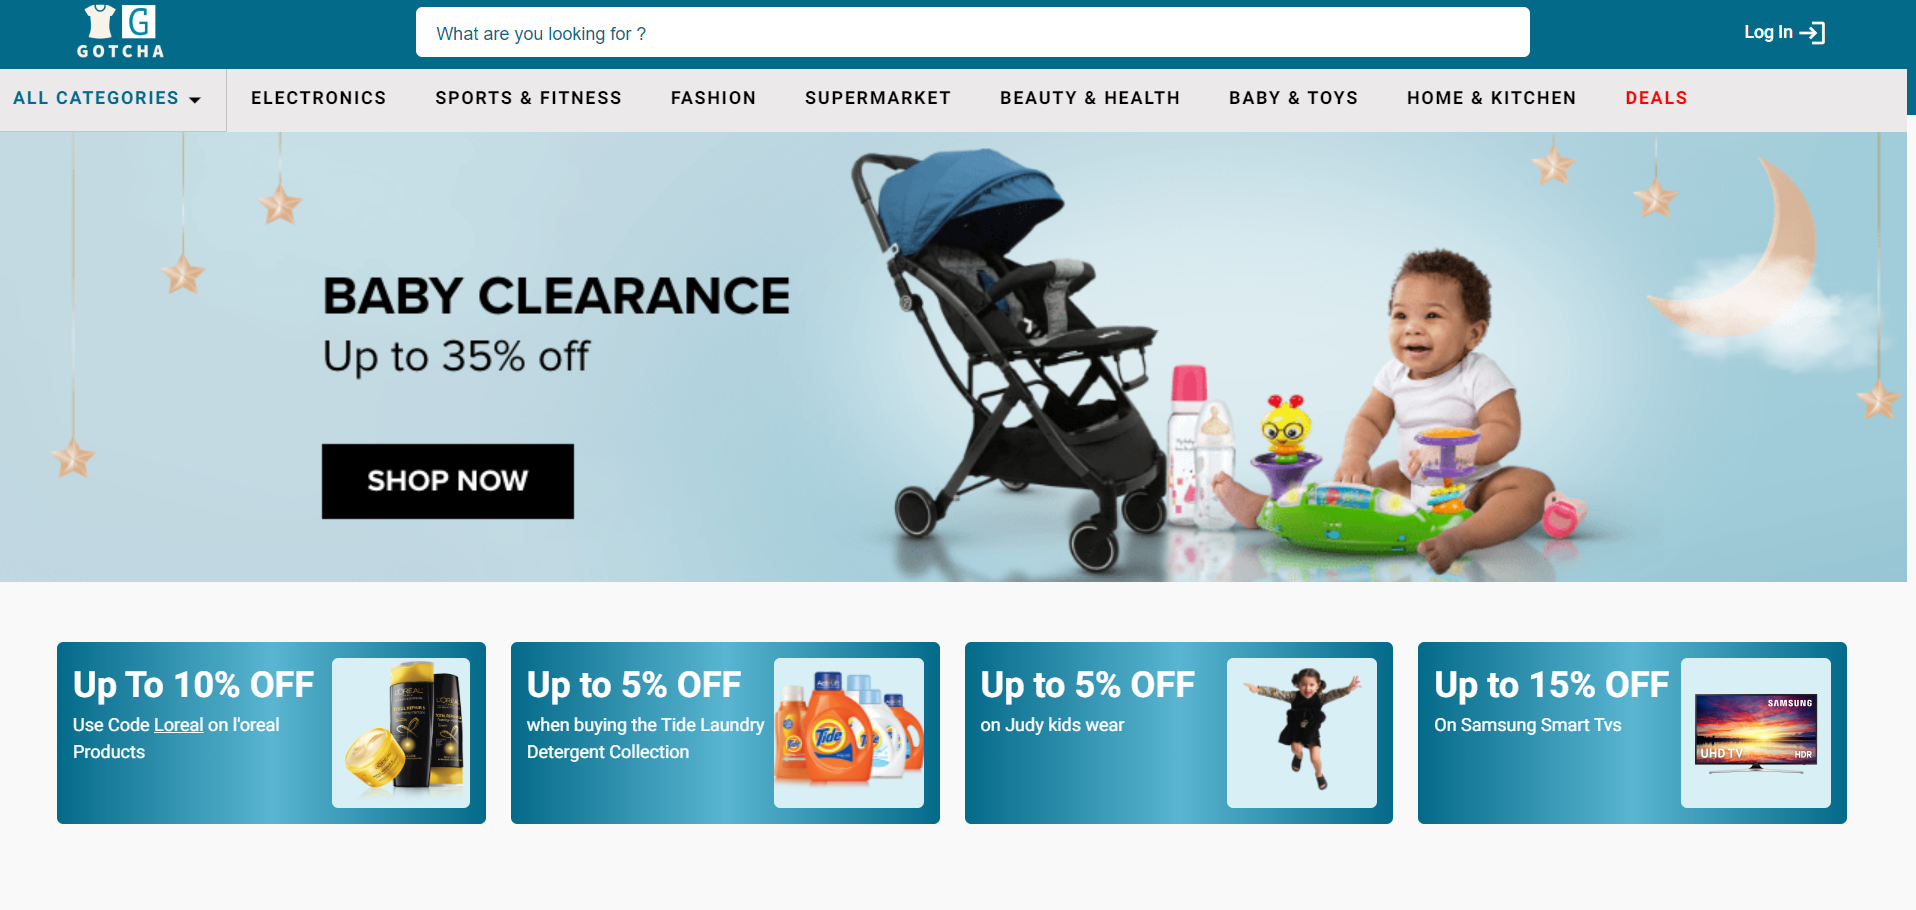 G
GOTCHA
What are you looking for ?
Log In
ALL CATEGORIES
ELECTRONICS
SPORTS & FITNESS
FASHION
SUPERMARKET
BEAUTY & HEALTH
BABY & TOYS
HOME & KITCHEN
DEALS
BABY CLEARANCE
Up to 35% off
SHOP NOW
Up To 10% OFF
Use Code Loreal on l'oreal
Products
L'OREAL
Up to 5% OFF
when buying the Tide Laundry
Detergent Collection
Tide
Up to 5% OFF
on Judy kids wear
Up to 15% OFF
On Samsung Smart Tvs
SAMSUNG
UHD TV
HDR